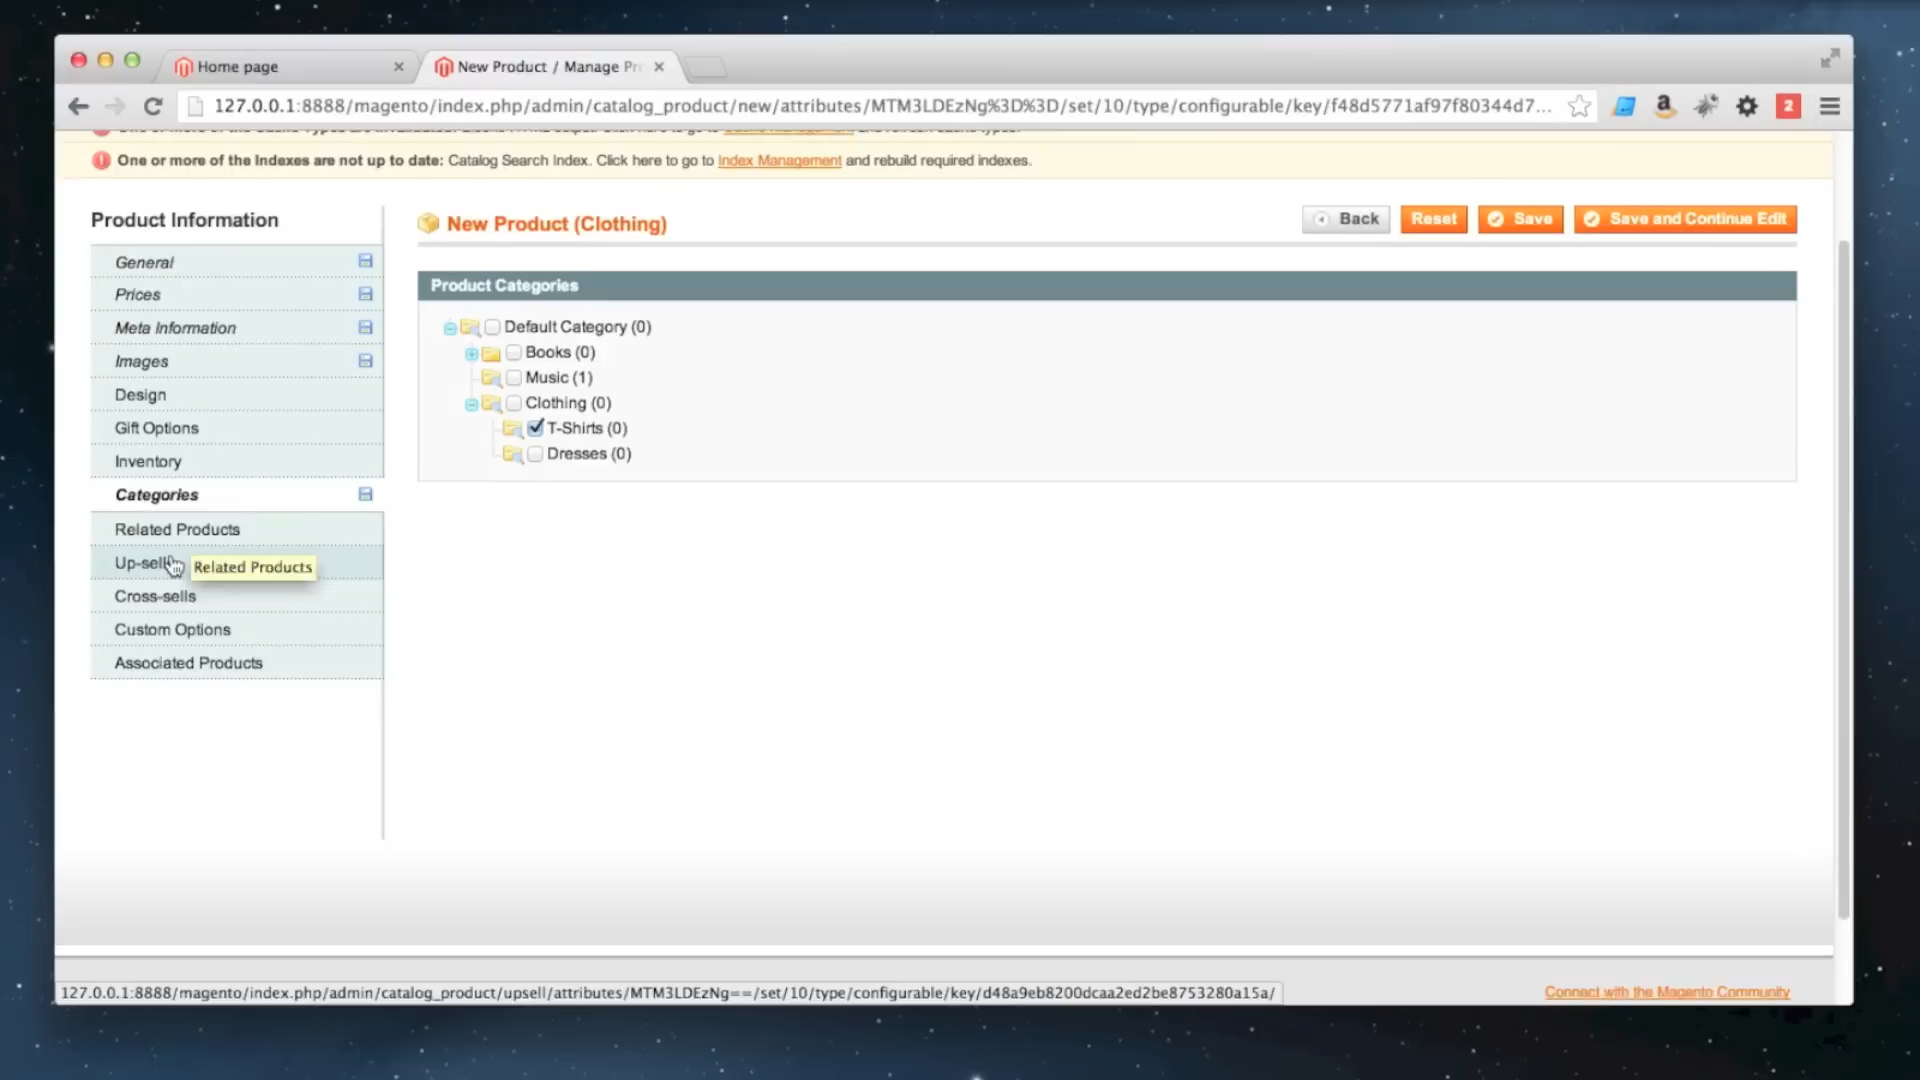 Home page
New Product / Manage Pr
127.0.0.1:8888/magento/index.php/admin/catalog_product/new/attributes/MTM3LDEzNg%3D%3D/set/10/type/configurable/key/f48d5771af97f80344d7...
2
One or more of the Indexes are not up to date: Catalog Search Index. Click here to go to Index Management and rebuild required indexes.
Product Information
General
Prices
Meta Information
Images
Design
Gift Options
Inventory
Categories
Related Products
Up-sell
Related Products
Cross-sells
Custom Options
Associated Products
New Product (Clothing)
Back
Reset
Save
Save and Continue Edit
Product Categories
Default Category (0)
Books (0)
Music (1)
Clothing (0)
T-Shirts (0)
Dresses (0)
127.0.0.1:8888/magento/index.php/admin/catalog_product/upsell/attributes/MTM3LDEzNg==/set/10/type/configurable/key/d48a9eb8200dcaa2ed2be8753280a15a/
Connect with the Magento Community